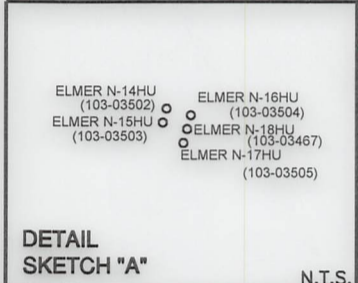 ELMER N-14HU
(103-03502)
ELMER N-15HU
(103-03503)
ELMER N-16HU
(103-03504)
ELMER N-18HU
(103-03467)
ELMER N-17HU
(103-03505)
DETAIL
SKETCH "A"
N.T.S.